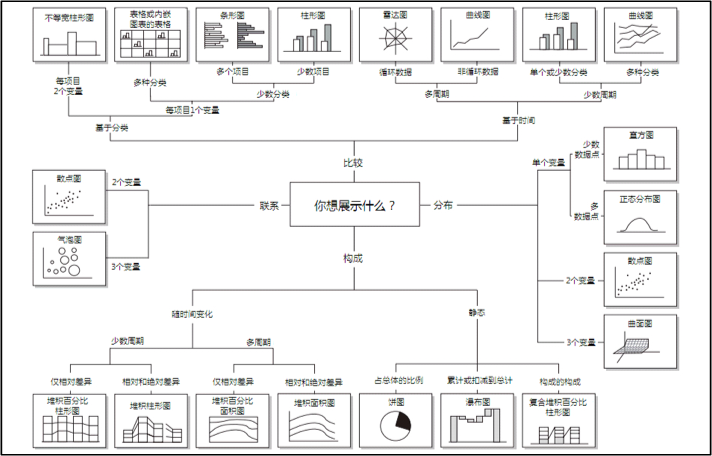 不等宽柱形图
表格或内嵌
图表的表格
条形图
柱形图
雷达图
曲线图
柱形图
曲线图
每项目
2个变量
多种分类
多个项目
少数项目
循环数据
非循环数据
单个或少数分类
多种分类
少数分类
多周期
少数周期
每项目1个变量
基于分类
基于时间
比较
散点图
2个变量
联系
你想展示什么？
分布
单个变量
少数
数据点
直方图
多
数据点
正态分布图
气泡图
3个变量
2个变量
散点图
3个变量
曲面图
构成
随时间变化
静态
少数周期
多周期
仅相对差异
相对和绝对差异
仅相对差异
相对和绝对差异
占总体的比例
累计或扣减到总计
构成的构成
堆积百分比
柱形图
堆积柱形图
堆积百分比
面积图
堆积面积图
饼图
瀑布图
复合堆积百分比
柱形图